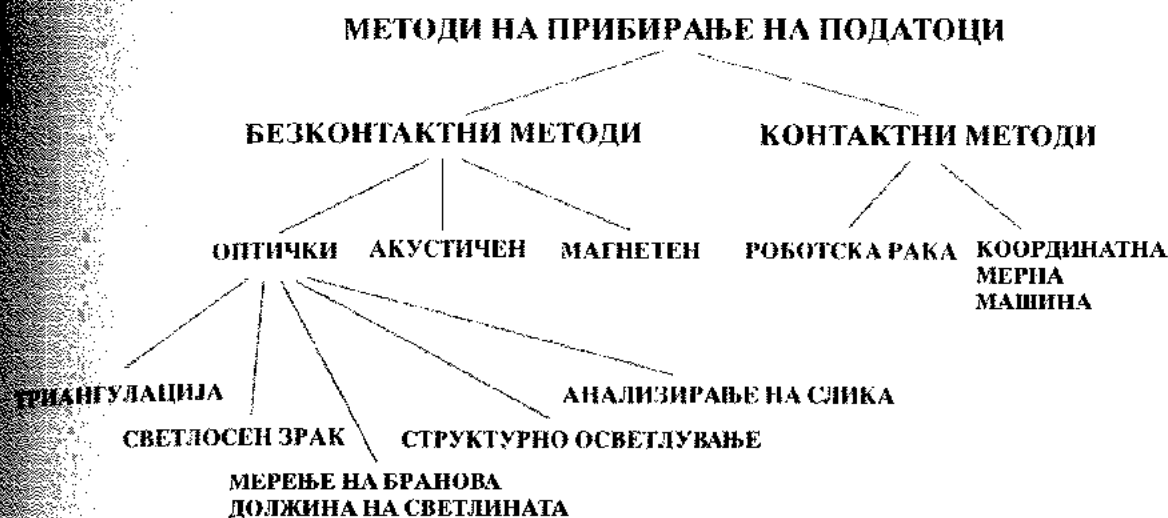 МЕТОДИ НА ПРИБИРАЊЕ НА ПОДАТОЦИ
БЕЗКОНТАКТНИ МЕТОДИ
КОНТАКТНИ МЕТОДИ
ОПТИЧКИ
АКУСТИЧЕН
МАГНЕТЕН
РОБОТСКА РАКА
КООРДИНАТНА
МЕРНА
МАШИНА
ТРИАНГУЛАЦИЈА
АНАЛИЗИРАЊЕ НА СЛИКА
СВЕТЛОСЕН ЗРАК
СТРУКТУРНО ОСВЕТЛУВАЊЕ
МЕРЕЊЕ НА БРАНОВА
ДОЛЖИНА НА СВЕТЛИНАТА